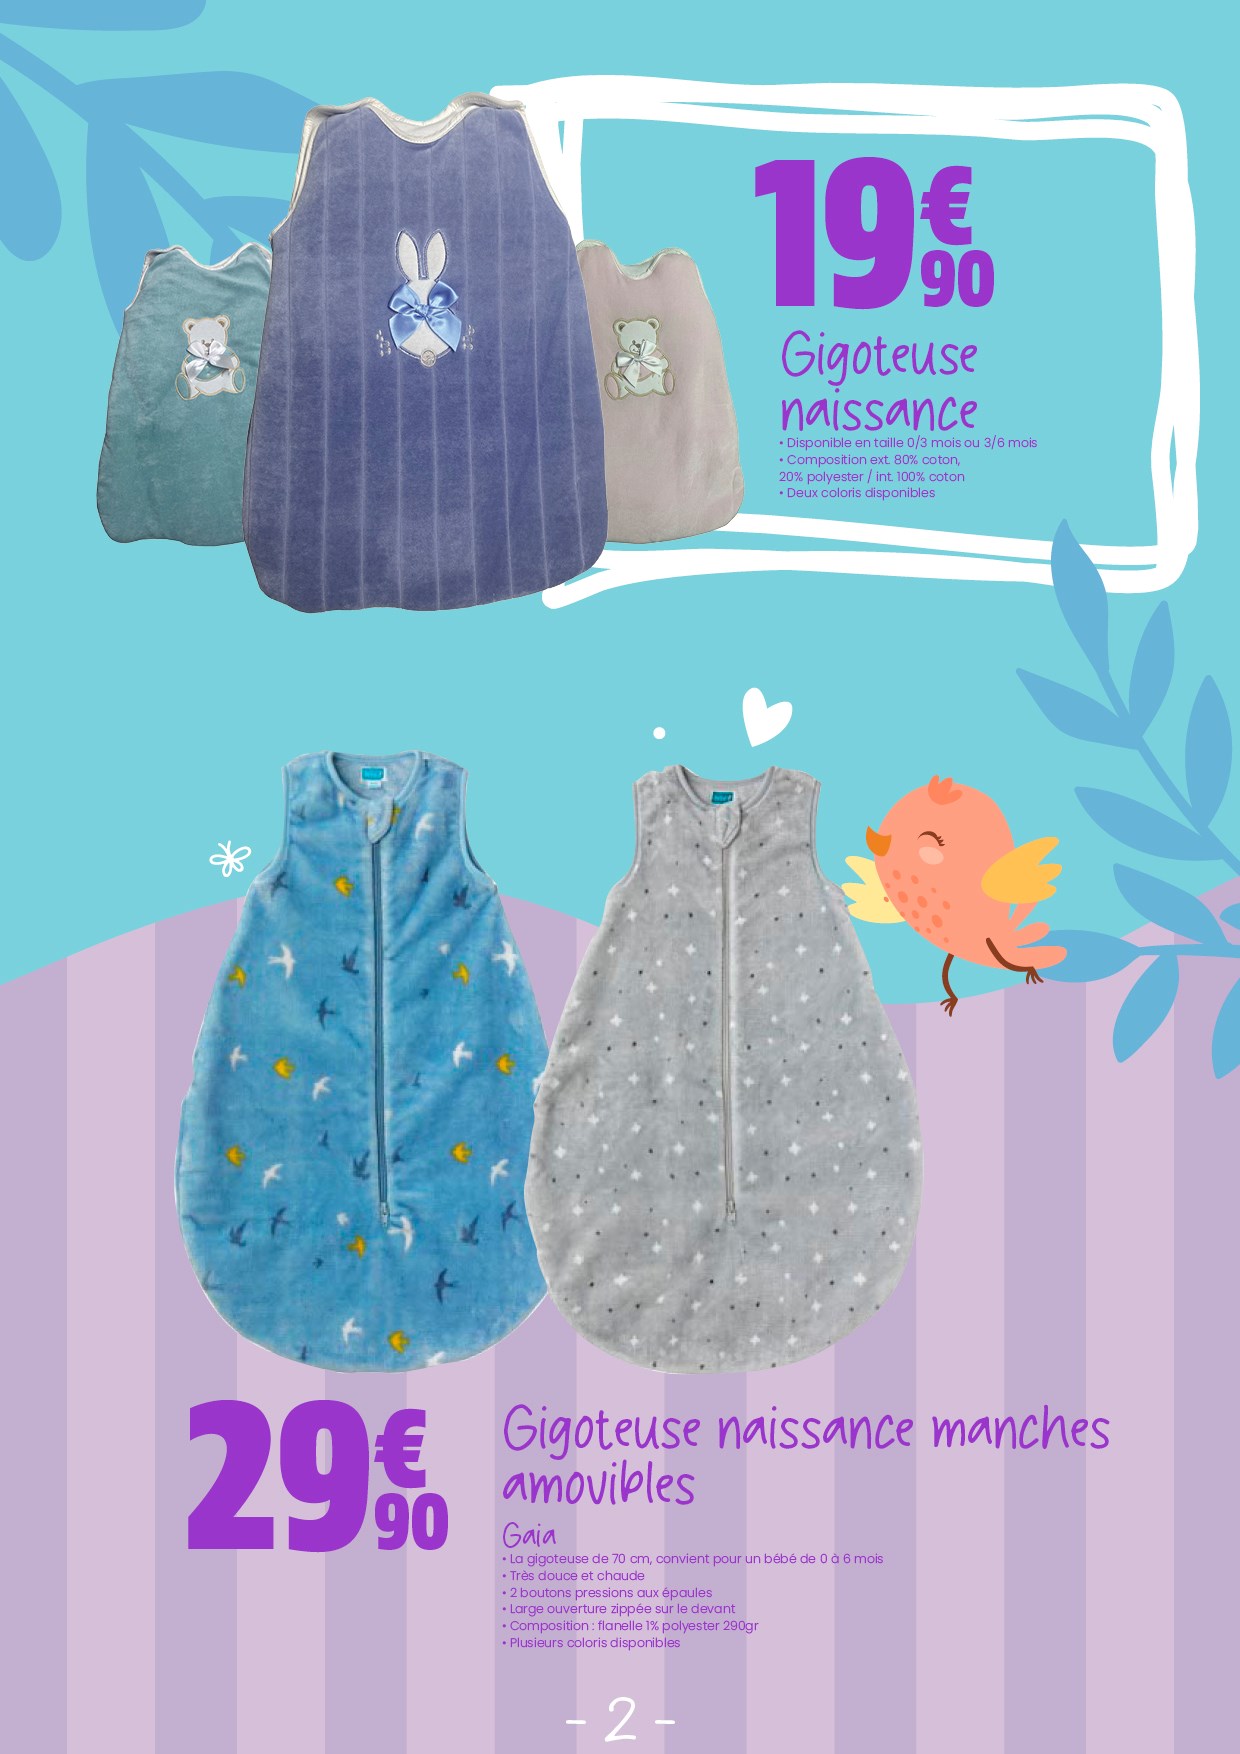 19€90
Gigoteuse
naissance
• Disponible en taille 0/3 mois ou 3/6 mois
• Composition ext. 80% coton,
20% polyester / int. 100% coton
• Deux coloris disponibles
29€90
Gigoteuse naissance manches
amovibles
Gaia
• La gigoteuse de 70 cm, convient pour un bébé de 0 à 6 mois
• Très douce et chaude
• 2 boutons pressions aux épaules
• Large ouverture zippée sur le devant
• Composition : flanelle 1% polyester 290gr
• Plusieurs coloris disponibles
- 2 -